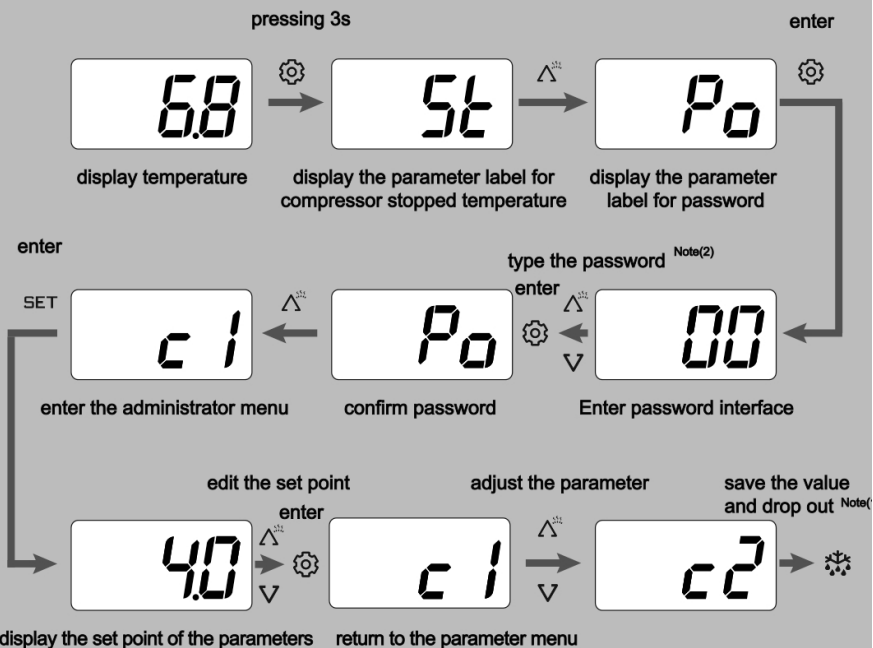 pressing 3s
enter
6.8
St
Po
display temperature
display the parameter label for
compressor stopped temperature
display the parameter
label for password
enter
SET
type the password Note(2)
enter
c1
Po
00
enter the administrator menu
confirm password
Enter password interface
edit the set point
enter
adjust the parameter
save the value
and drop out Note(
4.0
c1
c2
display the set point of the parameters
return to the parameter menu